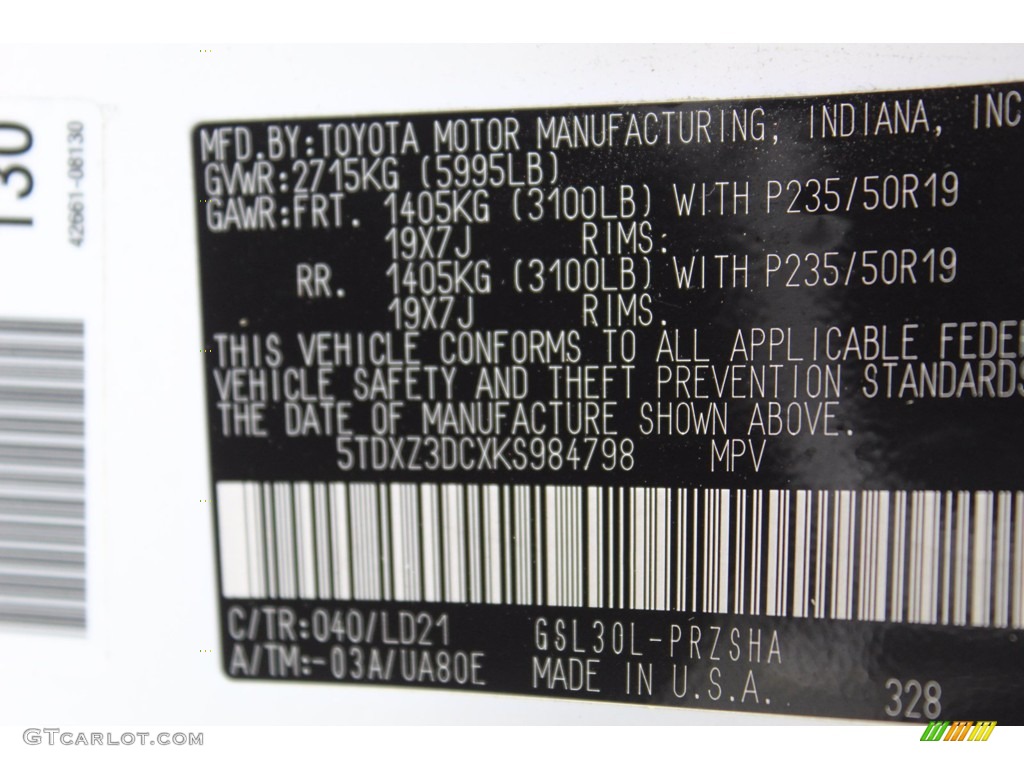 130
42661-08130
MFD.BY:TOYOTA MOTOR MANUFACTURING, INDIANA, INC
GVWR:2715KG (5995LB)
GAWR:FRT. 1405KG (3100LB) WITH P235/50R19
19X7J RIMS.
RR. 1405KG (3100LB) WITH P235/50R19
19X7J RIMS.
THIS VEHICLE CONFORMS TO ALL APPLICABLE FEDE
VEHICLE SAFETY AND THEFT PREVENTION STANDARDS
THE DATE OF MANUFACTURE SHOWN ABOVE.
5TDXZ3DCXKS984798 MPV
C/TR:040/LD21 GSL30L-PRZSHA
A/TM:-03A/UA80E MADE IN U.S.A.
328
GTCarlot.com